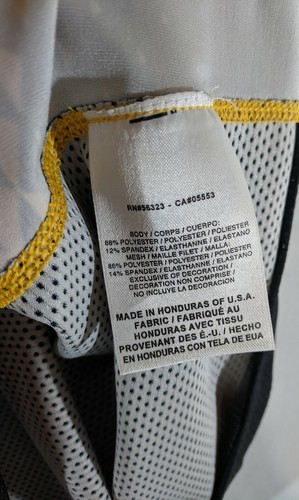 RN#56323 - CA#05553
BODY / CORPS / CUERPO:
88% POLYESTER / POLYESTER / POLIESTER
12% SPANDEX / ELASTHANNE / ELASTANO
MESH / MAILLE FILET / MALLA:
86% POLYESTER / POLYESTER / POLIESTER
14% SPANDEX / ELASTHANNE / ELASTANO
EXCLUSIVE OF DECORATION /
DECORATION NON COMPRISE /
NO INCLUYE LA DECORACION
MADE IN HONDURAS OF U.S.A.
FABRIC / FABRIQUÉ AU
HONDURAS AVEC TISSU
PROVENANT DES É.-U. / HECHO
EN HONDURAS CON TELA DE EUA